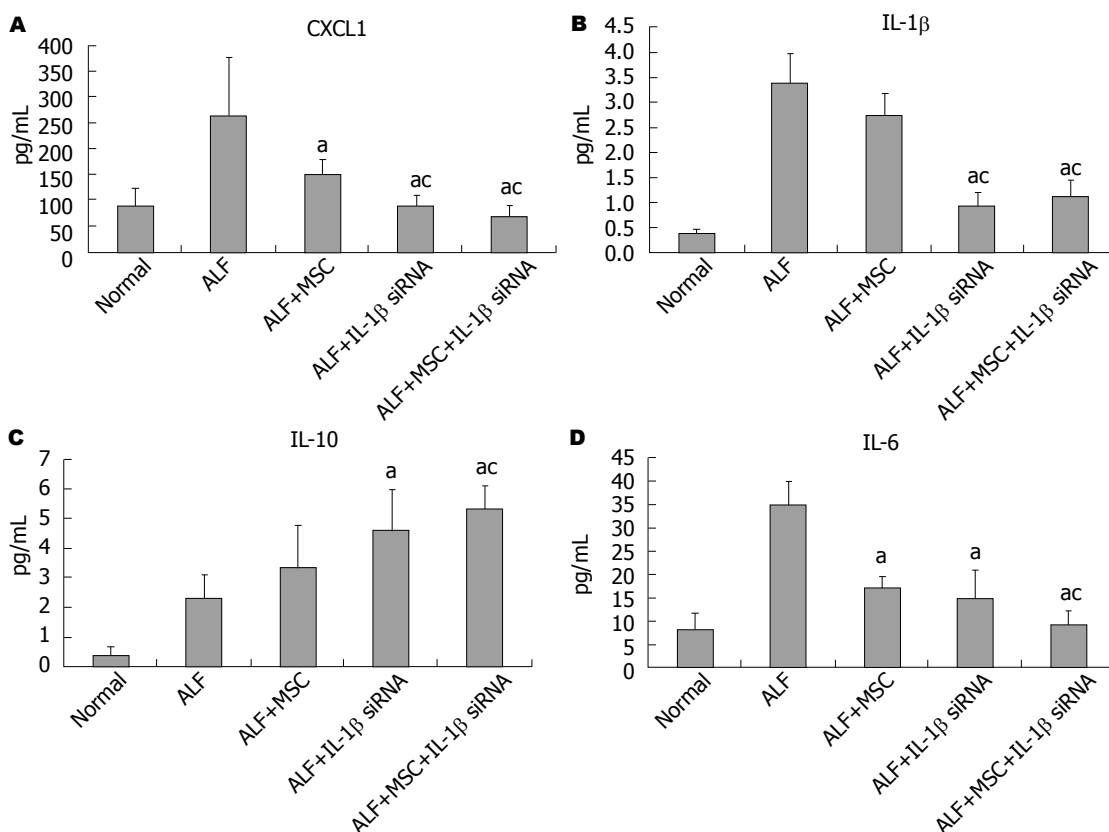 A
CXCL1
pg/mL
400
350
300
250
200
150
100
50
0
a
ac
ac
Normal
ALF
ALF+MSC
ALF+IL-1β siRNA
ALF+MSC+IL-1β siRNA
B
IL-1β
pg/mL
4.5
4.0
3.5
3.0
2.5
2.0
1.5
1.0
0.5
0.0
ac
ac
Normal
ALF
ALF+MSC
ALF+IL-1β siRNA
ALF+MSC+IL-1β siRNA
C
IL-10
pg/mL
7
6
5
4
3
2
1
0
a
ac
Normal
ALF
ALF+MSC
ALF+IL-1β siRNA
ALF+MSC+IL-1β siRNA
D
IL-6
pg/mL
45
40
35
30
25
20
15
10
5
0
a
a
ac
Normal
ALF
ALF+MSC
ALF+IL-1β siRNA
ALF+MSC+IL-1β siRNA